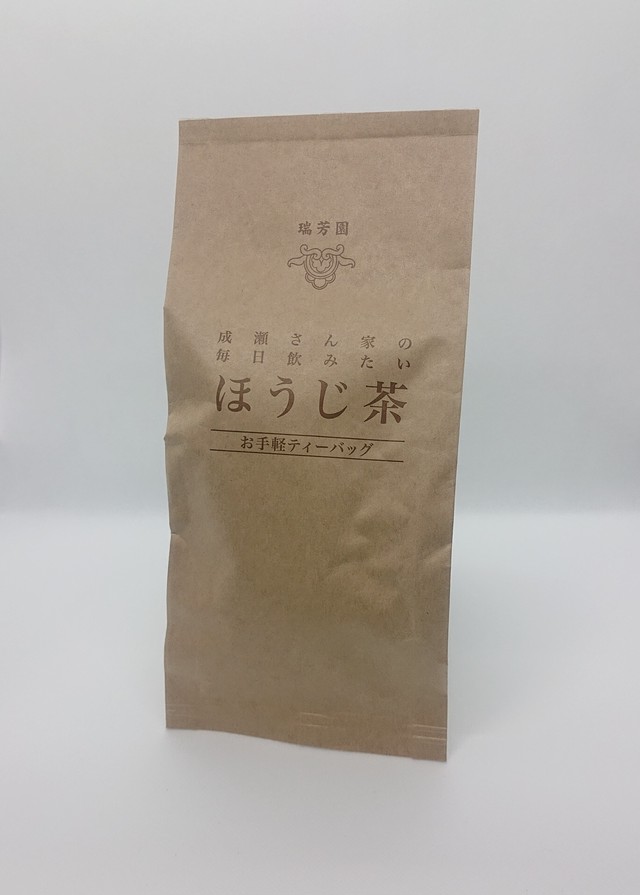 瑞芳園
成瀬さん家の
毎日飲みたい
ほうじ茶
お手軽ティーバッグ